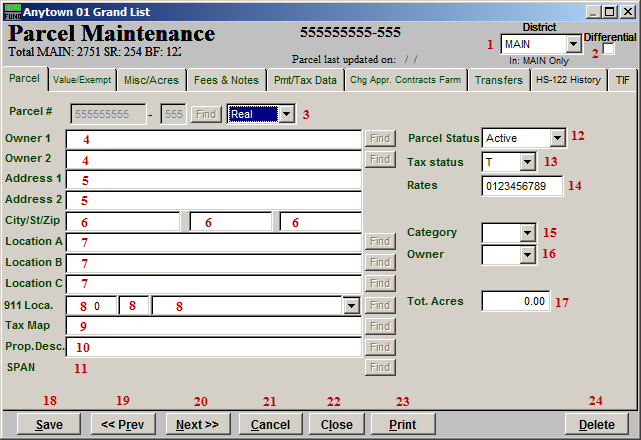 FUND
Anytown 01 Grand List
Parcel Maintenance
555555555-555
Total MAIN: 2751 SR: 254 BF: 122
Parcel last updated on: / /
District
1 MAIN
In: MAIN Only
Differential
2
Parcel Value/Exempt Misc/Acres Fees & Notes Pmt/Tax Data Chg Appr. Contracts Farm Transfers HS-122 History TIF
Parcel # 555555555 - 555 Find Real 3
Owner 1 4 Find
Owner 2 4 Find
Address 1 5
Address 2 5
City/St/Zip 6 6 6
Location A 7 Find
Location B 7 Find
Location C 7 Find
911 Loca. 8 0 8 8 Find
Tax Map 9 Find
Prop.Desc. 10 Find
SPAN 11 Find
Parcel Status Active 12
Tax status T 13
Rates 0123456789 14
Category 15
Owner 16
Tot. Acres 0.00 17
18 19 20 21 22 23 24
Save << Prev Next >> Cancel Close Print Delete